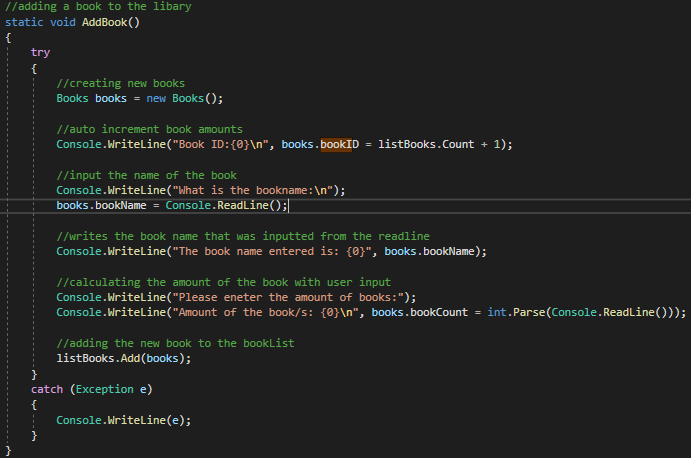 //adding a book to the libary
static void AddBook()
{
try
{
//creating new books
Books books = new Books();
//auto increment book amounts
Console.WriteLine("Book ID:{0}\n", books.bookID = listBooks.Count + 1);
//input the name of the book
Console.WriteLine("What is the bookname:\n");
books.bookName = Console.ReadLine();
//writes the book name that was inputted from the readline
Console.WriteLine("The book name entered is: {0}", books.bookName);
//calculating the amount of the book with user input
Console.WriteLine("Please eneter the amount of books:");
Console.WriteLine("Amount of the book/s: {0}\n", books.bookCount = int.Parse(Console.ReadLine()));
//adding the new book to the bookList
listBooks.Add(books);
}
catch (Exception e)
{
Console.WriteLine(e);
}
}